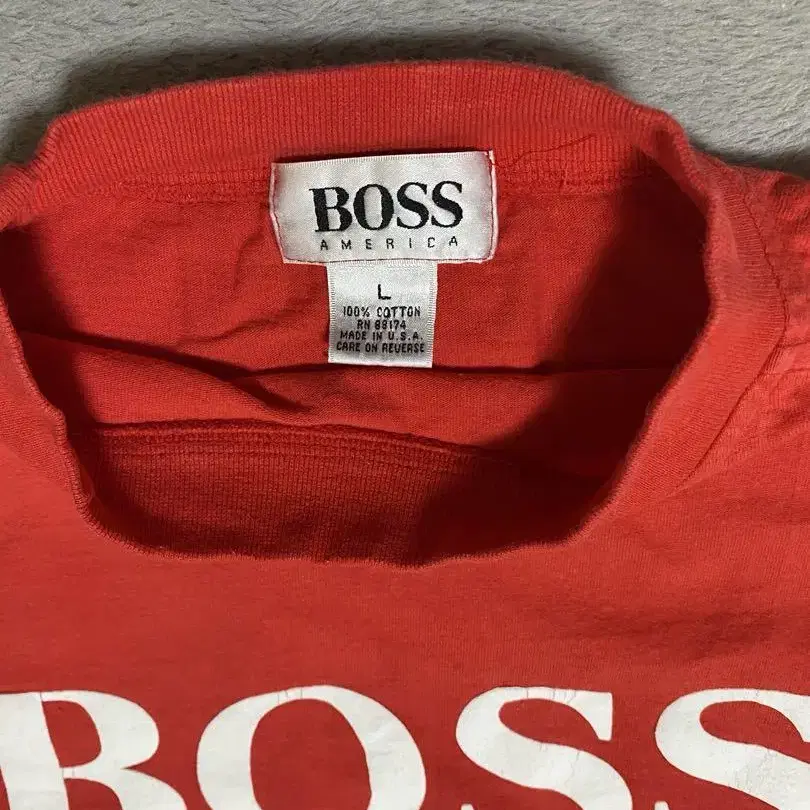 BOSS
AMERICA
L
100% COTTON
RN 88174
MADE IN U.S.A.
CARE ON REVERSE
BOSS